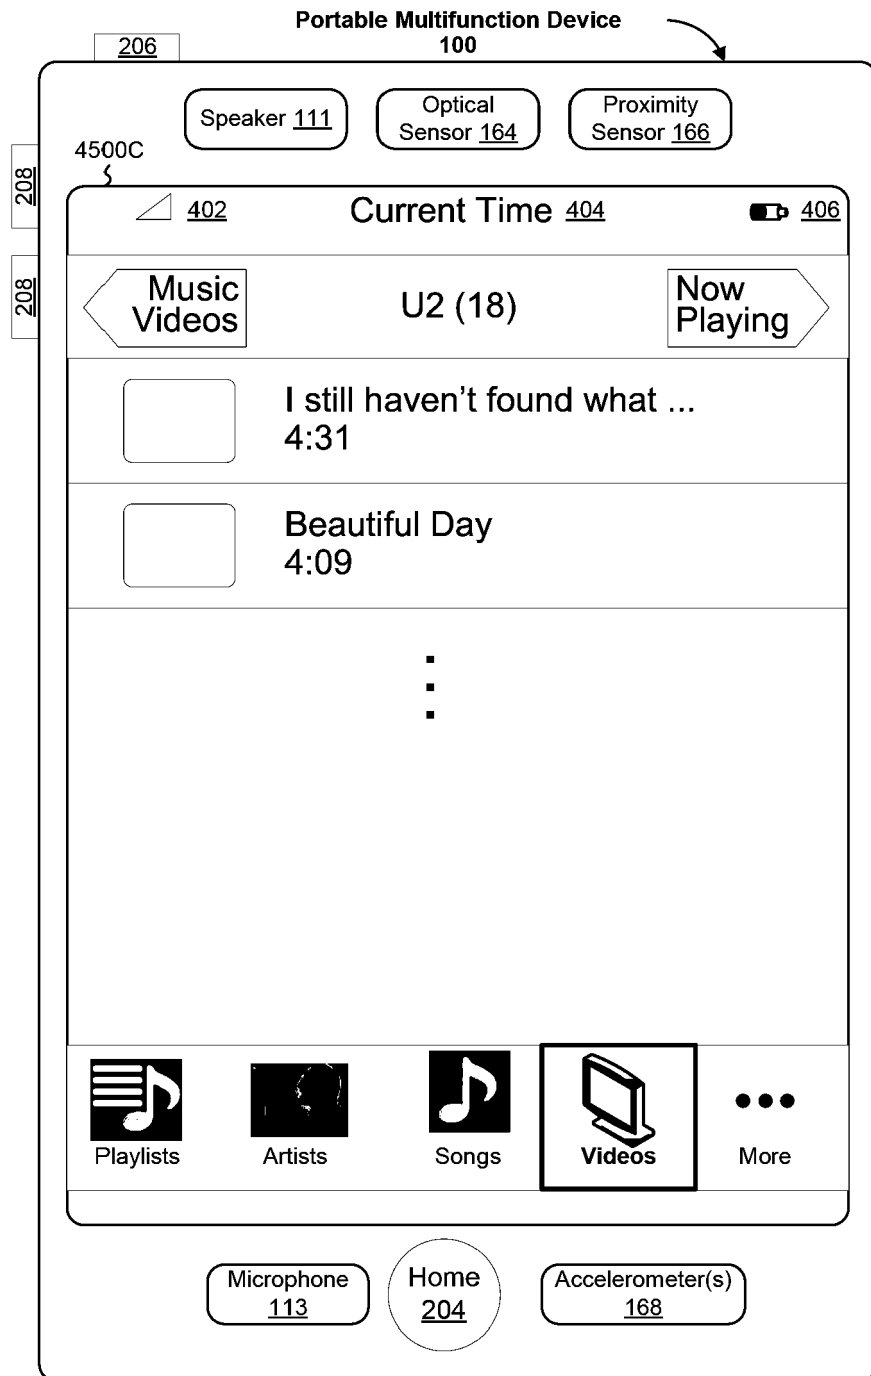 Portable Multifunction Device
100
206
Speaker 111
Optical
Sensor 164
Proximity
Sensor 166
4500C
208
208
402
Current Time 404
406
Music
Videos
U2 (18)
Now
Playing
I still haven't found what ...
4:31
Beautiful Day
4:09
Playlists
Artists
Songs
Videos
More
Microphone
113
Home
204
Accelerometer(s)
168